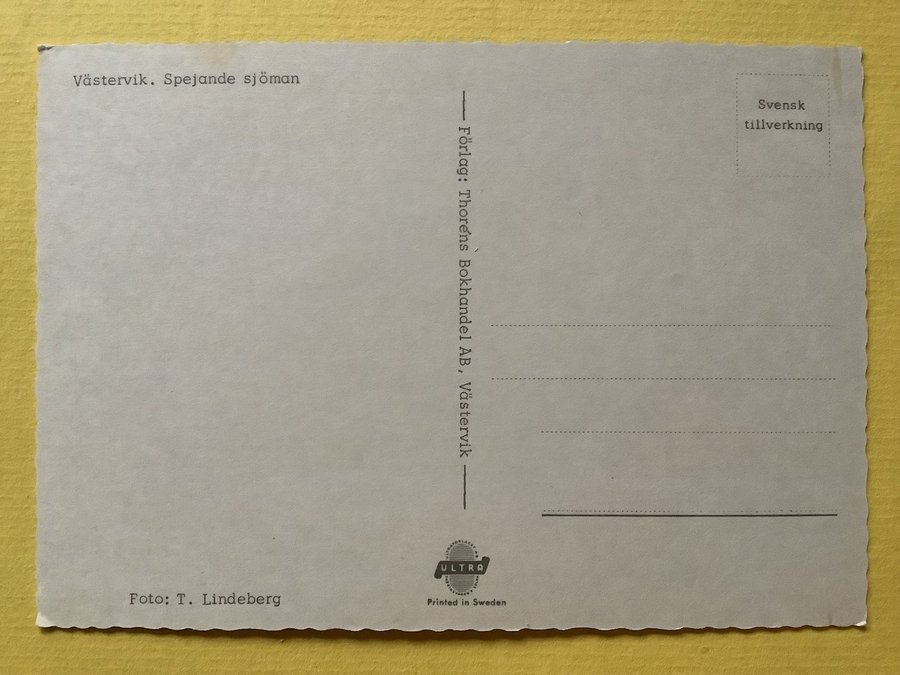 Västervik. Spejande sjöman
Svensk
tillverkning
Förlag: Thoréns Bokhandel AB, Västervik
Foto: T. Lindeberg
ULTRA
Printed in Sweden